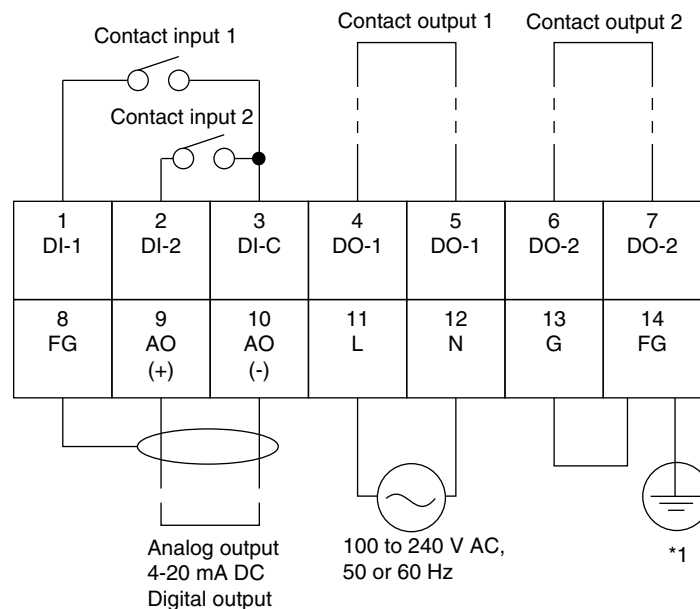 Contact input 1
Contact output 1
Contact output 2
Contact input 2
1 2 3 4 5 6 7
DI-1 DI-2 DI-C DO-1 DO-1 DO-2 DO-2
8 9 10 11 12 13 14
FG AO AO L N G FG
(+) (-)
Analog output
4-20 mA DC
Digital output
100 to 240 V AC,
50 or 60 Hz
*1